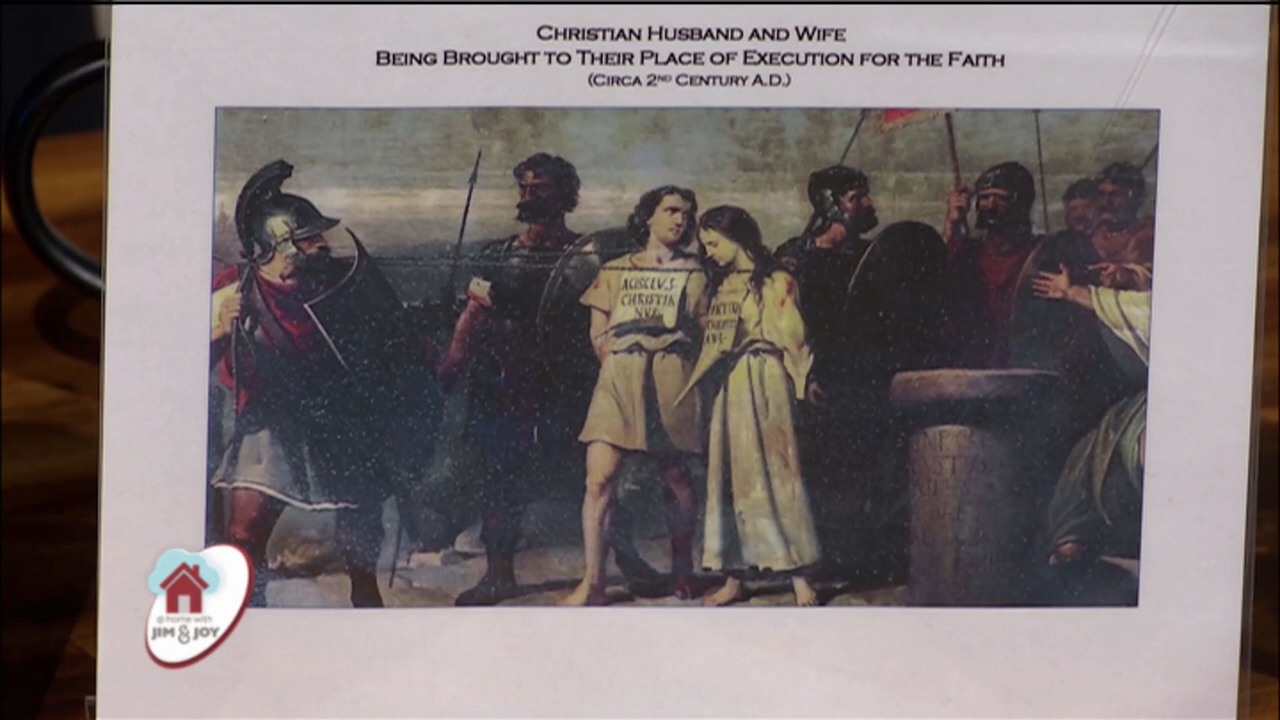 CHRISTIAN HUSBAND AND WIFE
BEING BROUGHT TO THEIR PLACE OF EXECUTION FOR THE FAITH
(CIRCA 2ND CENTURY A.D.)
ACISCLVS
CHRISTIA
NVS
@ home with
JIM & JOY